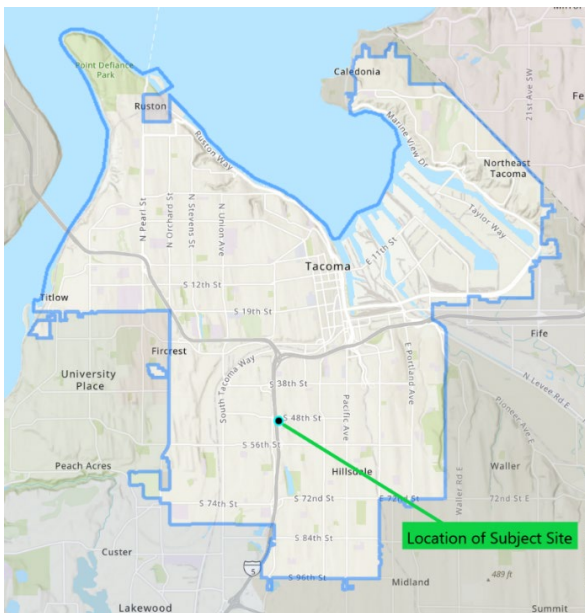 Point Defiance
Park
Ruston
Ruston Way
Caledonia
21st Ave SW
Fe
Marine View Dr
Northeast
Tacoma
Taylor Way
N Pearl St
N Orchard St
N Stevens St
N Union Ave
E 11th St
Tacoma
S 12th St
S 19th St
Titlow
Fircrest
University
Place
South Tacoma Way
E Portland Ave
Fife
N Levee Rd E
S 38th St
Pacific Ave
Pioneer Ave E
S 48th St
S 56th St
Waller
Peach Acres
Hillsdale
Waller Rd E
S 72nd St
E 72nd St
72nd St E
S 74th St
Location of Subject Site
S 84th St
Custer
5
S 96th St
Midland
489 ft
Lakewood
Summit